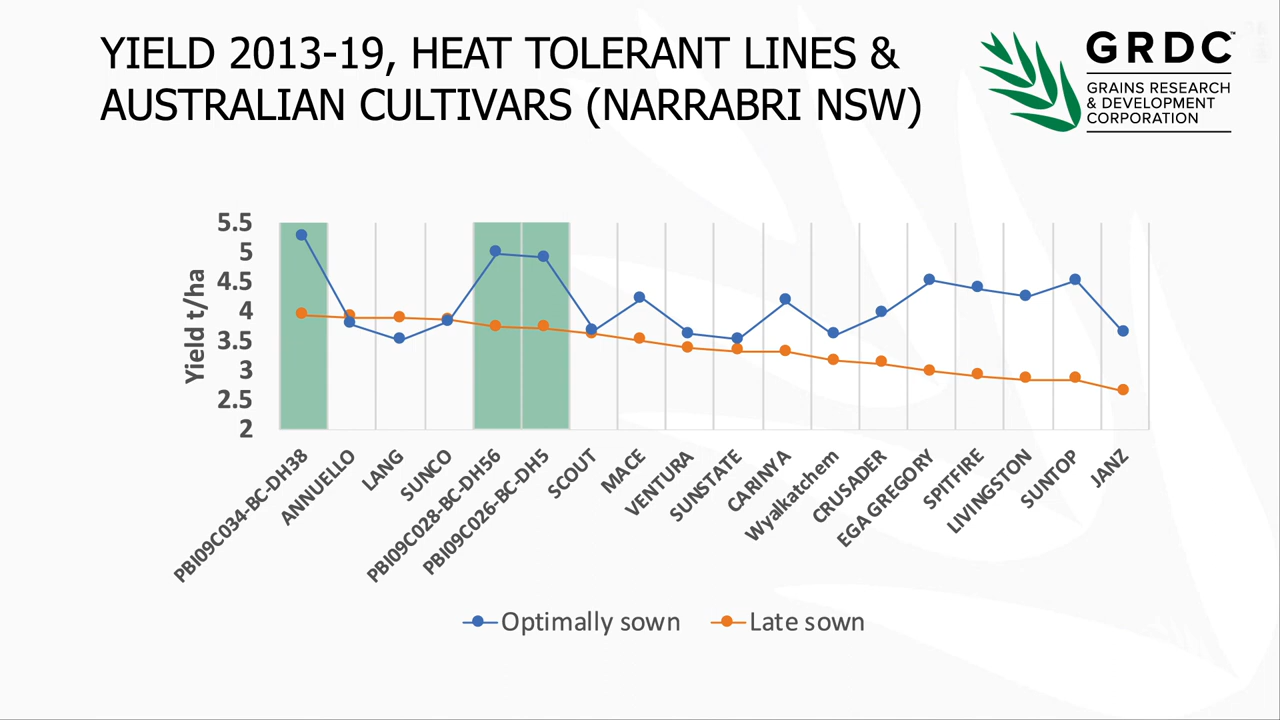 YIELD 2013-19, HEAT TOLERANT LINES &
AUSTRALIAN CULTIVARS (NARRABRI NSW)
GRDC™
GRAINS RESEARCH
& DEVELOPMENT
CORPORATION
Yield t/ha
5.5
5
4.5
4
3.5
3
2.5
2
PBI09C034-BC-DH38
ANNUELLO
LANG
SUNCO
PBI09C028-BC-DH56
PBI09C026-BC-DH5
SCOUT
MACE
VENTURA
SUNSTATE
CARINYA
Wyalkatchem
CRUSADER
EGA GREGORY
SPITFIRE
LIVINGSTON
SUNTOP
JANZ
Optimally sown
Late sown